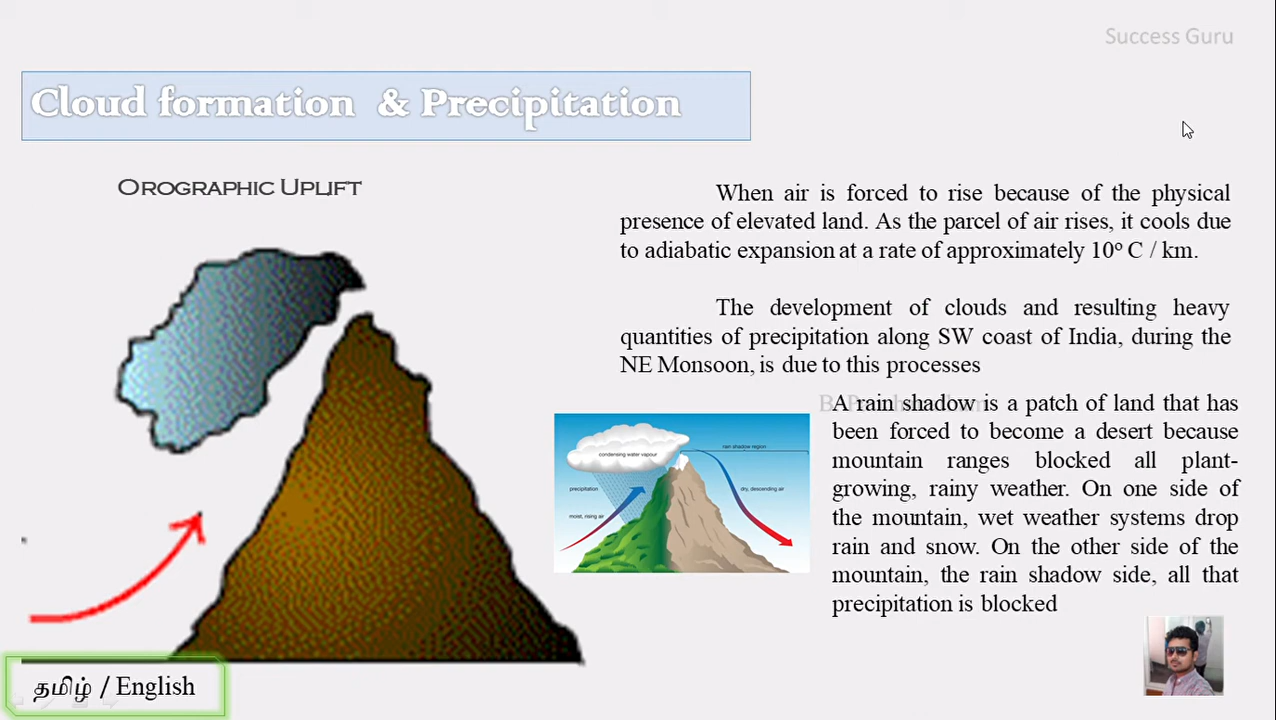 Success Guru
Cloud formation & Precipitation
Orographic Uplift
When air is forced to rise because of the physical
presence of elevated land. As the parcel of air rises, it cools due
to adiabatic expansion at a rate of approximately 10º C / km.
The development of clouds and resulting heavy
quantities of precipitation along SW coast of India, during the
NE Monsoon, is due to this processes
A rain shadow is a patch of land that has
been forced to become a desert because
mountain ranges blocked all plant-
growing, rainy weather. On one side of
the mountain, wet weather systems drop
rain and snow. On the other side of the
mountain, the rain shadow side, all that
precipitation is blocked
condensing water vapour
rain shadow region
precipitation
dry, descending air
moist, rising air
தமிழ் / English